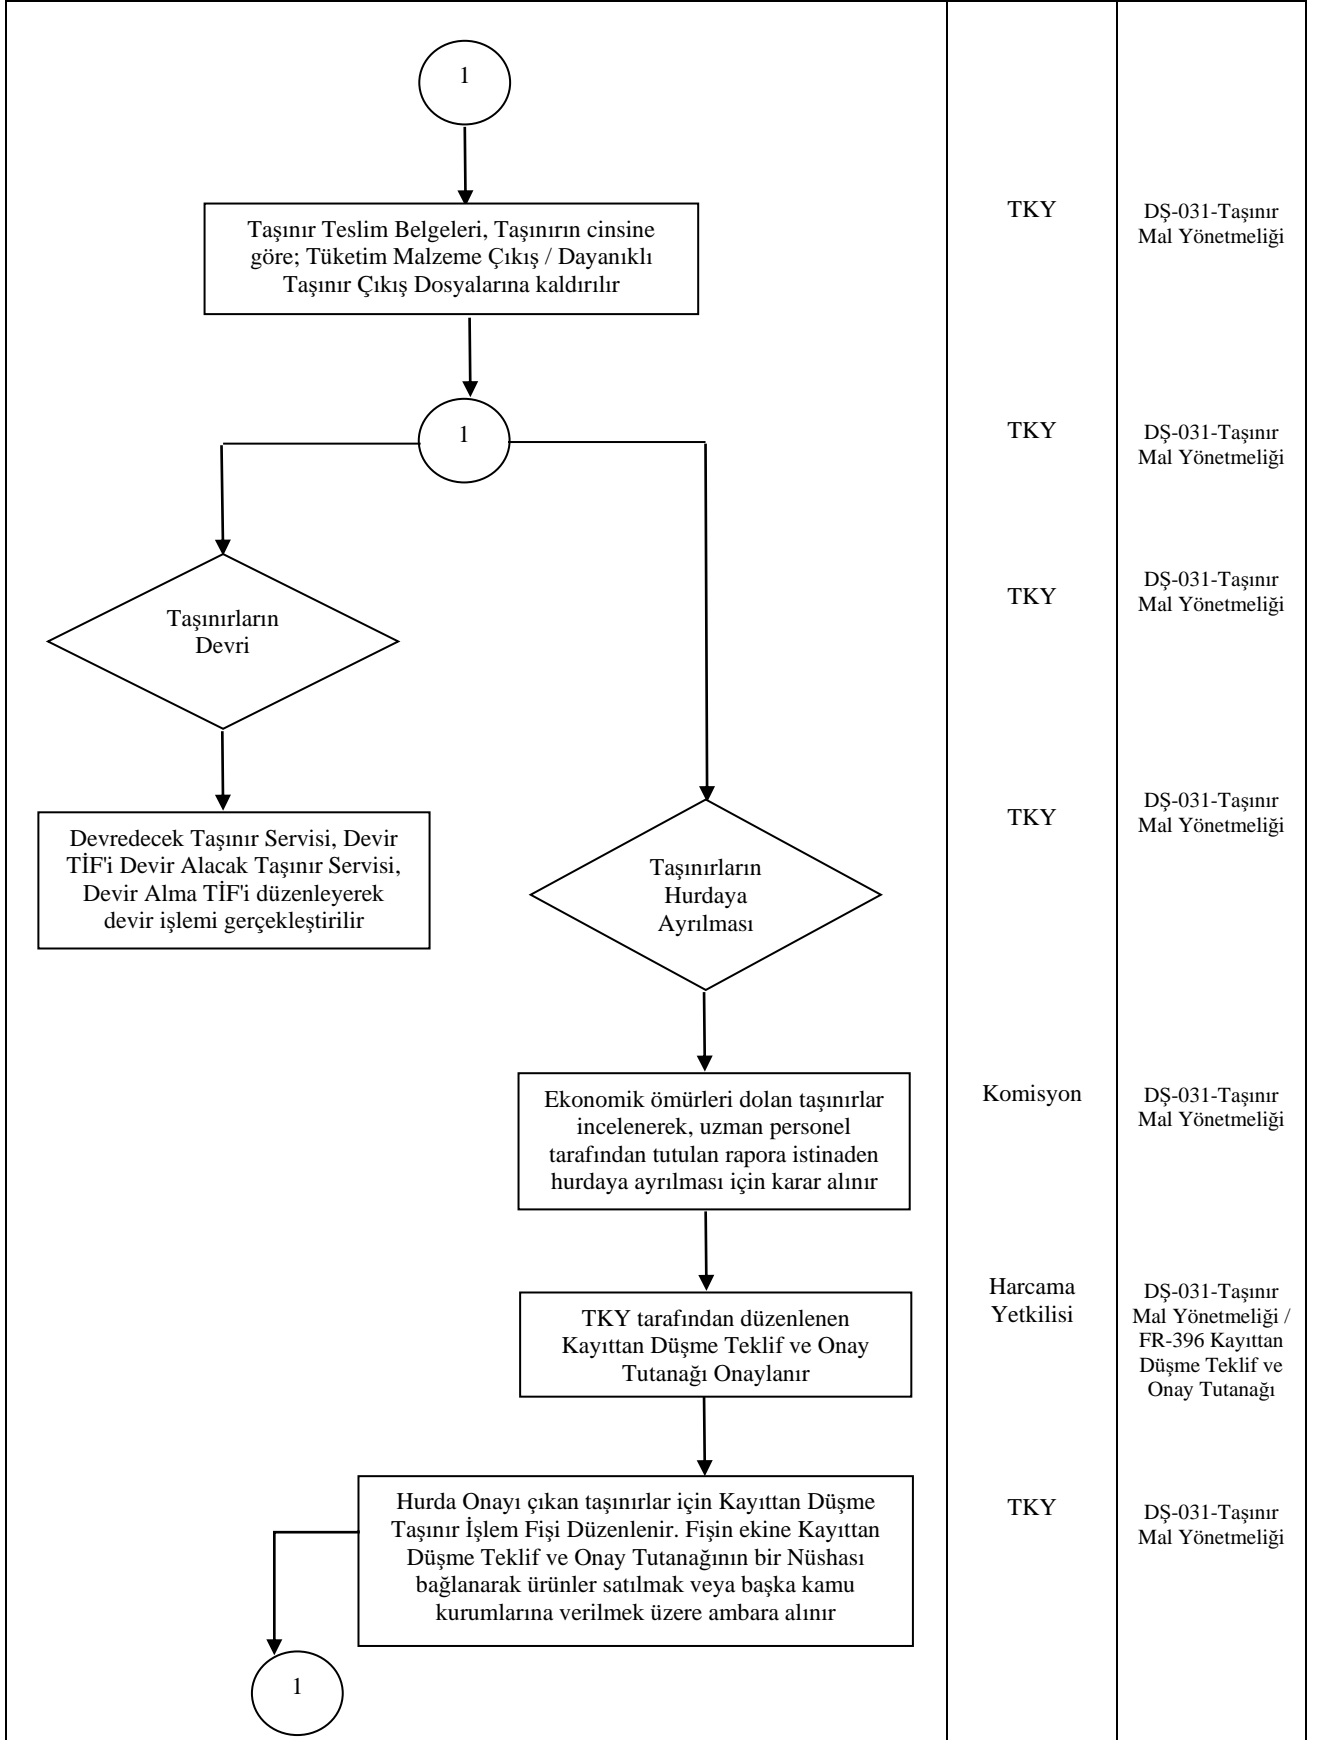 1
TKY
DŞ-031-Taşınır
Mal Yönetmeliği
Taşınır Teslim Belgeleri, Taşınırın cinsine
göre; Tüketim Malzeme Çıkış / Dayanıklı
Taşınır Çıkış Dosyalarına kaldırılır
1
TKY
DŞ-031-Taşınır
Mal Yönetmeliği
Taşınırların
Devri
TKY
DŞ-031-Taşınır
Mal Yönetmeliği
Devredecek Taşınır Servisi, Devir
TİF'i Devir Alacak Taşınır Servisi,
Devir Alma TİF'i düzenleyerek
devir işlemi gerçekleştirilir
Taşınırların
Hurdaya
Ayrılması
TKY
DŞ-031-Taşınır
Mal Yönetmeliği
Ekonomik ömürleri dolan taşınırlar
incelenerek, uzman personel
tarafından tutulan rapora istinaden
hurdaya ayrılması için karar alınır
Komisyon
DŞ-031-Taşınır
Mal Yönetmeliği
TKY tarafından düzenlenen
Kayıttan Düşme Teklif ve Onay
Tutanağı Onaylanır
Harcama
Yetkilisi
DŞ-031-Taşınır
Mal Yönetmeliği /
FR-396 Kayıttan
Düşme Teklif ve
Onay Tutanağı
Hurda Onayı çıkan taşınırlar için Kayıttan Düşme
Taşınır İşlem Fişi Düzenlenir. Fişin ekine Kayıttan
Düşme Teklif ve Onay Tutanağının bir Nüshası
bağlanarak ürünler satılmak veya başka kamu
kurumlarına verilmek üzere ambara alınır
TKY
DŞ-031-Taşınır
Mal Yönetmeliği
1